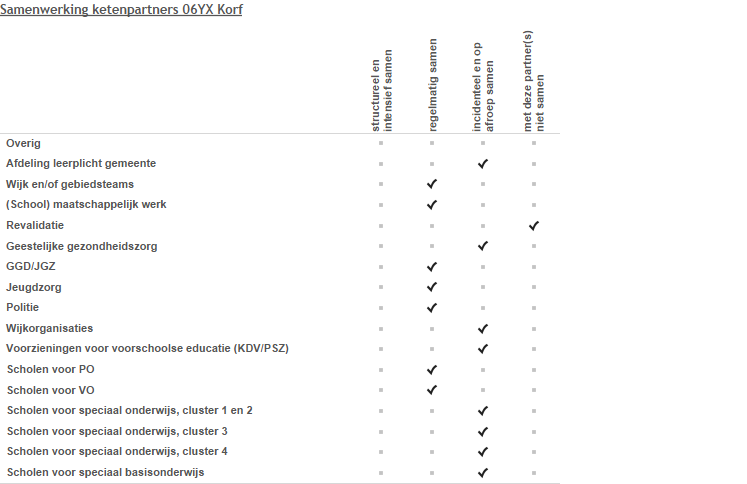 Samenwerking ketenpartners 06YX Korf
structureel en
intensief samen
regelmatig samen
incidenteel en op
afroep samen
met deze partner(s)
niet samen
Overig
Afdeling leerplicht gemeente
Wijk en/of gebiedsteams
(School) maatschappelijk werk
Revalidatie
Geestelijke gezondheidszorg
GGD/JGZ
Jeugdzorg
Politie
Wijkorganisaties
Voorzieningen voor voorschoolse educatie (KDV/PSZ)
Scholen voor PO
Scholen voor VO
Scholen voor speciaal onderwijs, cluster 1 en 2
Scholen voor speciaal onderwijs, cluster 3
Scholen voor speciaal onderwijs, cluster 4
Scholen voor speciaal basisonderwijs